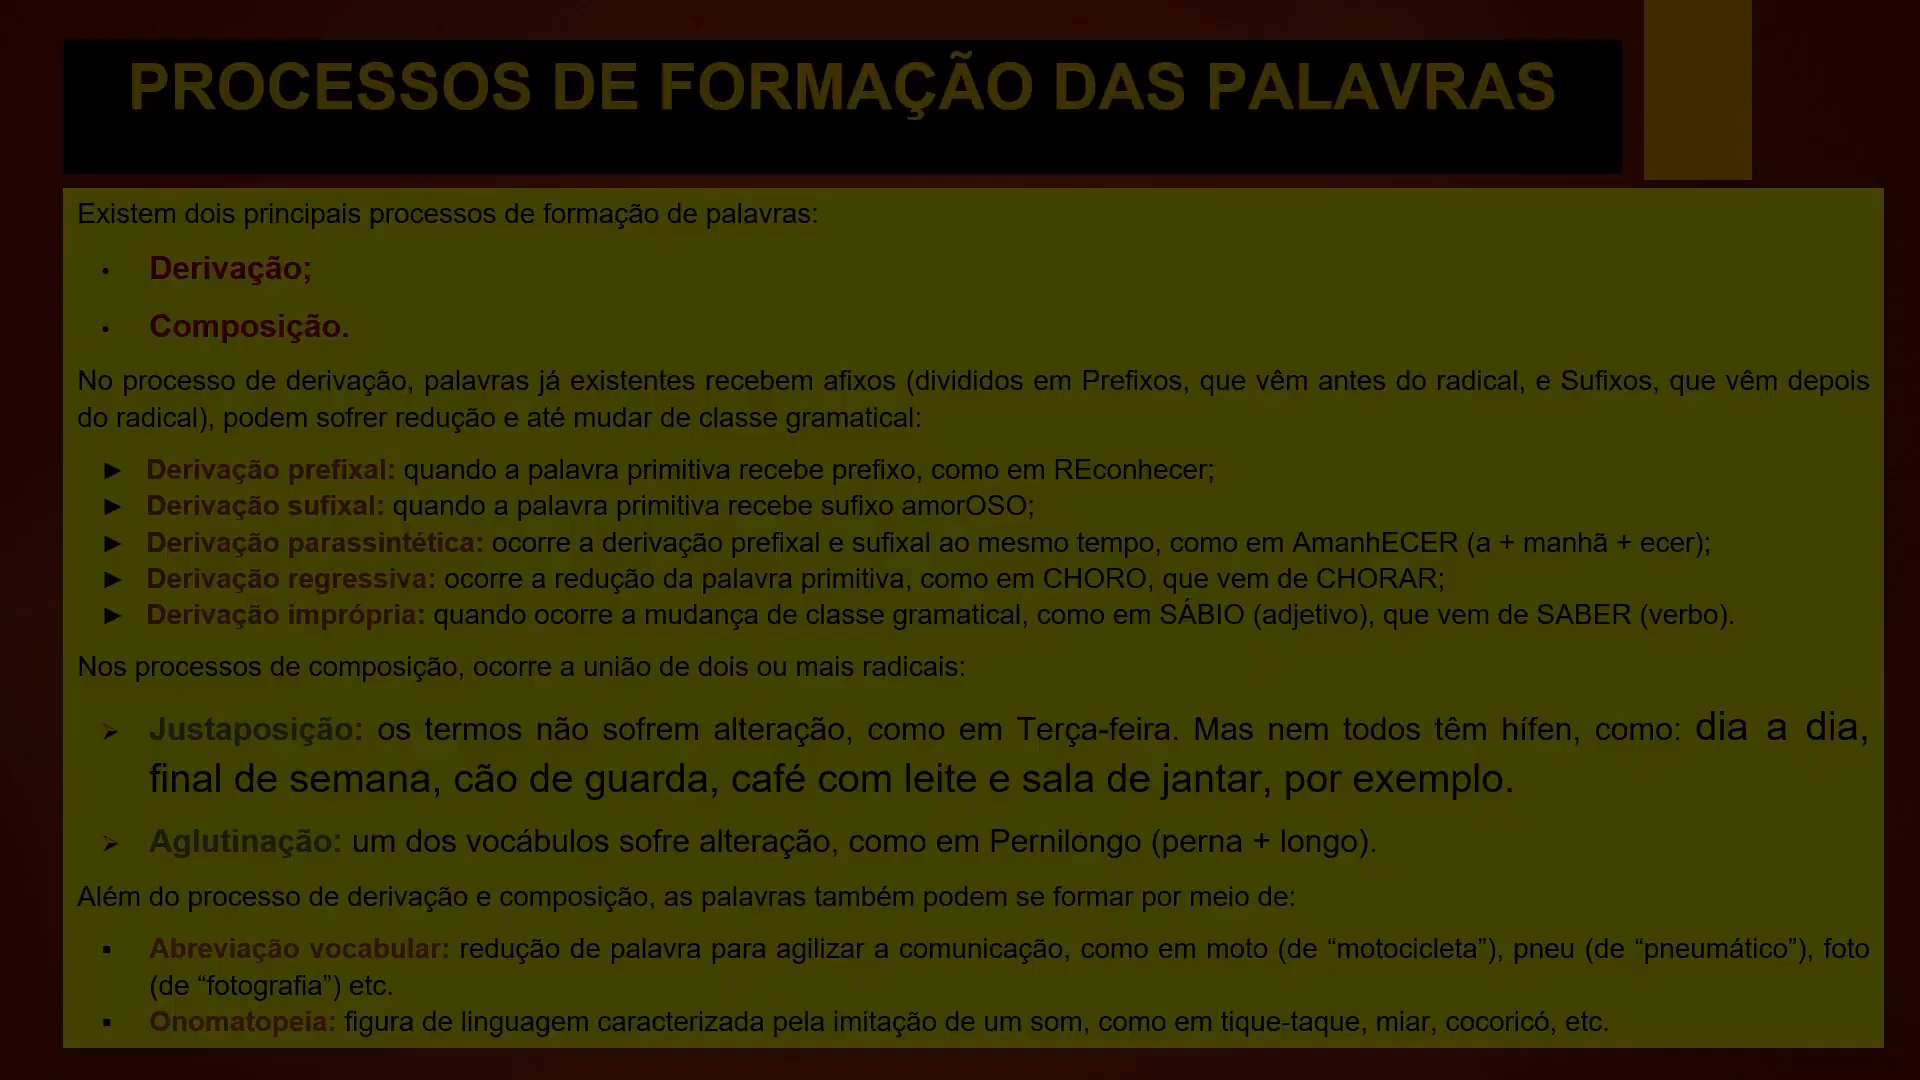 PROCESSOS DE FORMAÇÃO DAS PALAVRAS
Existem dois principais processos de formação de palavras:
• Derivação;
• Composição.
No processo de derivação, palavras já existentes recebem afixos (divididos em Prefixos, que vêm antes do radical, e Sufixos, que vêm depois
do radical), podem sofrer redução e até mudar de classe gramatical:
► Derivação prefixal: quando a palavra primitiva recebe prefixo, como em REconhecer;
► Derivação sufixal: quando a palavra primitiva recebe sufixo amorOSO;
► Derivação parassintética: ocorre a derivação prefixal e sufixal ao mesmo tempo, como em AmanhECER (a + manhã + ecer);
► Derivação regressiva: ocorre a redução da palavra primitiva, como em CHORO, que vem de CHORAR;
► Derivação imprópria: quando ocorre a mudança de classe gramatical, como em SÁBIO (adjetivo), que vem de SABER (verbo).
Nos processos de composição, ocorre a união de dois ou mais radicais:
➢ Justaposição: os termos não sofrem alteração, como em Terça-feira. Mas nem todos têm hífen, como: dia a dia,
final de semana, cão de guarda, café com leite e sala de jantar, por exemplo.
➢ Aglutinação: um dos vocábulos sofre alteração, como em Pernilongo (perna + longo).
Além do processo de derivação e composição, as palavras também podem se formar por meio de:
▪ Abreviação vocabular: redução de palavra para agilizar a comunicação, como em moto (de “motocicleta”), pneu (de “pneumático”), foto
(de “fotografia”) etc.
▪ Onomatopeia: figura de linguagem caracterizada pela imitação de um som, como em tique-taque, miar, cocoricó, etc.